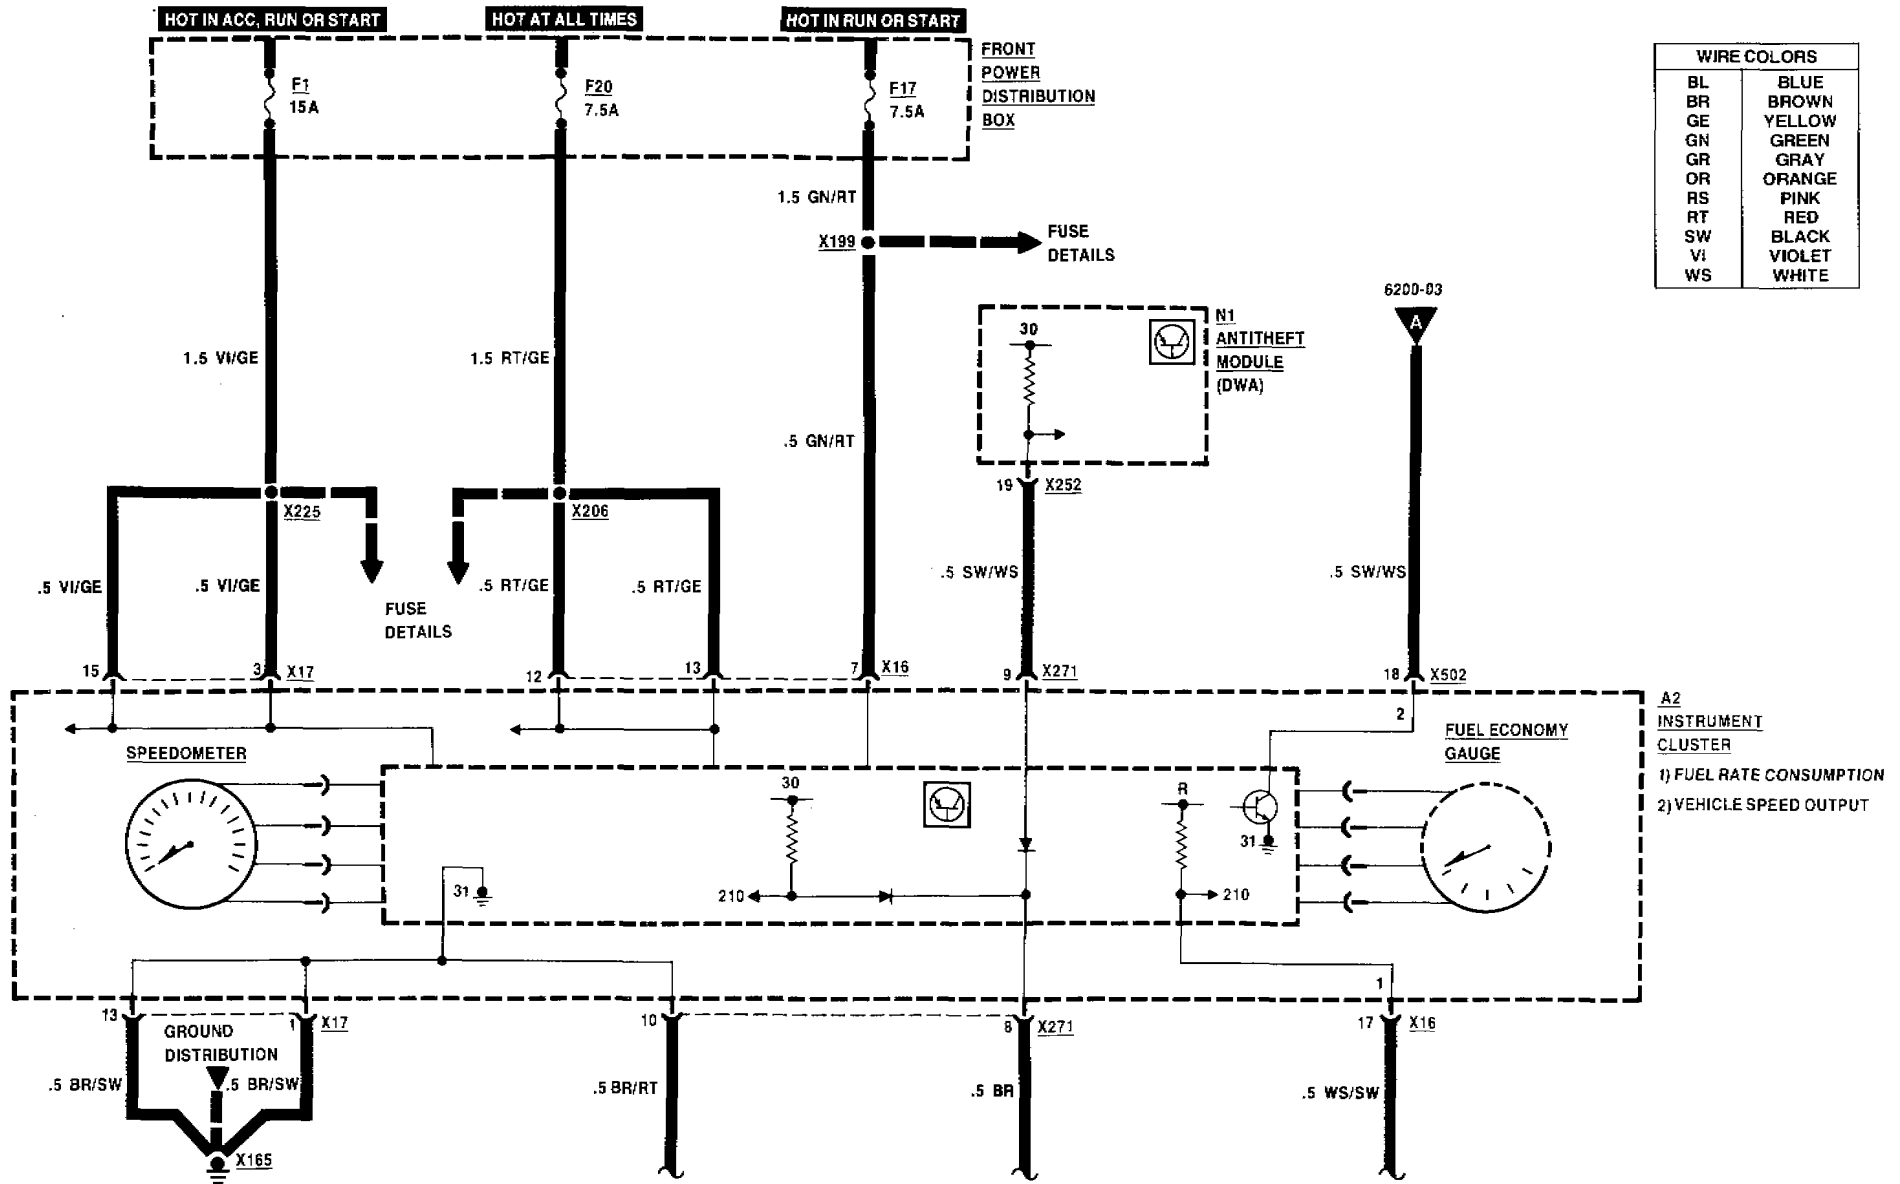 HOT IN ACC, RUN OR START
HOT AT ALL TIMES
HOT IN RUN OR START
F1
15A
F20
7.5A
F17
7.5A
FRONT
POWER
DISTRIBUTION
BOX
WIRE COLORS
BL BLUE
BR BROWN
GE YELLOW
GN GREEN
GR GRAY
OR ORANGE
RS PINK
RT RED
SW BLACK
VI VIOLET
WS WHITE
1.5 GN/RT
X199
FUSE
DETAILS
6200-03
A
30
N1
ANTITHEFT
MODULE
(DWA)
1.5 VI/GE
1.5 RT/GE
.5 GN/RT
19 X252
X225
X206
.5 VI/GE
.5 VI/GE
.5 RT/GE
.5 RT/GE
.5 SW/WS
.5 SW/WS
FUSE
DETAILS
15
3 X17
12
13
7 X16
9 X271
18 X502
2
A2
INSTRUMENT
CLUSTER
1) FUEL RATE CONSUMPTION
2) VEHICLE SPEED OUTPUT
SPEEDOMETER
FUEL ECONOMY
GAUGE
30
R
31
31
210
210
1
13
1 X17
10
8 X271
17 X16
GROUND
DISTRIBUTION
.5 BR/SW
.5 BR/SW
.5 BR/RT
.5 BR
.5 WS/SW
X165